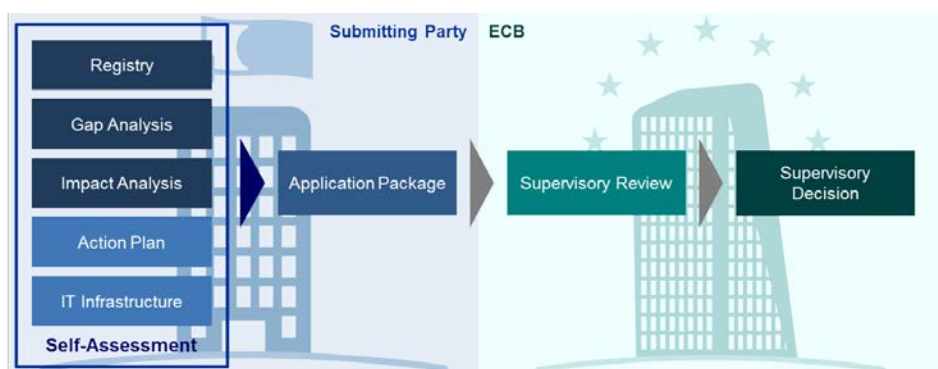 Submitting Party
ECB
Registry
Gap Analysis
Impact Analysis
Action Plan
IT Infrastructure
Self-Assessment
Application Package
Supervisory Review
Supervisory
Decision